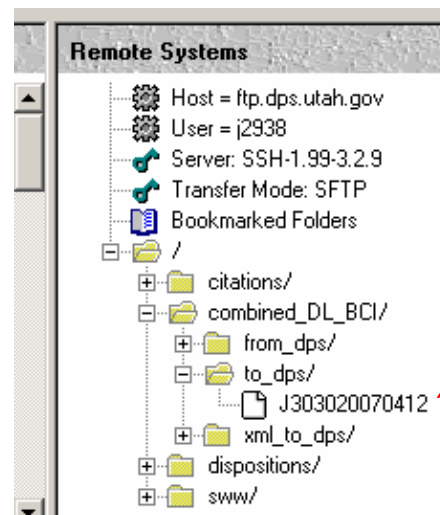 Remote Systems
Host = ftp.dps.utah.gov
User = j2938
Server: SSH-1.99-3.2.9
Transfer Mode: SFTP
Bookmarked Folders
/
citations/
combined_DL_BCI/
from_dps/
to_dps/
J303020070412
xml_to_dps/
dispositions/
sww/